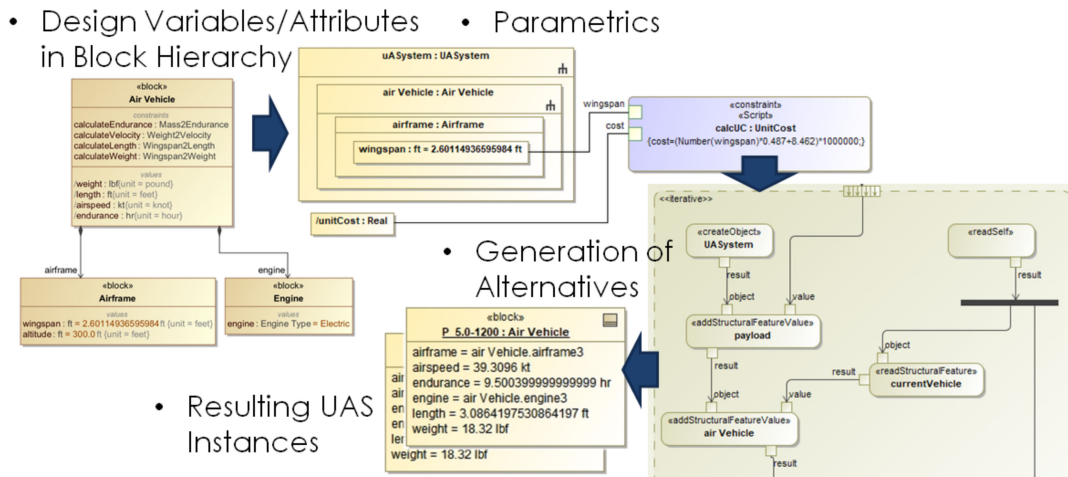 • Design Variables/Attributes
in Block Hierarchy
«block»
Air Vehicle
constraints
calculateEndurance : Mass2Endurance
calculateVelocity : Weight2Velocity
calculateLength : Wingspan2Length
calculateWeight : Wingspan2Weight
values
/weight : lbf{unit = pound}
/length : ft{unit = feet}
/airspeed : kt{unit = knot}
/endurance : hr{unit = hour}
airframe
engine
«block»
Airframe
values
wingspan : ft = 2.60114936595984 ft {unit = feet}
altitude : ft = 300.0 ft {unit = feet}
«block»
Engine
values
engine : Engine Type = Electric
• Parametrics
uASystem : UASystem
air Vehicle : Air Vehicle
airframe : Airframe
wingspan : ft = 2.60114936595984 ft
/unitCost : Real
wingspan
cost
«constraint»
«Script»
calcUC : UnitCost
{cost=(Number(wingspan)*0.487+8.462)*1000000;}
• Generation of
Alternatives
<<iterative>>
«createObject»
UASystem
result
object
value
«addStructuralFeatureValue»
payload
result
object
«readSelf»
result
object
«readStructuralFeature»
currentVehicle
result
value
«addStructuralFeatureValue»
air Vehicle
result
• Resulting UAS
Instances
«block»
P_5.0-1200 : Air Vehicle
airframe = air Vehicle.airframe3
airspeed = 39.3096 kt
endurance = 9.500399999999999 hr
engine = air Vehicle.engine3
length = 3.0864197530864197 ft
weight = 18.32 lbf
air
air
en
en
len
weight = 18.32 lbf